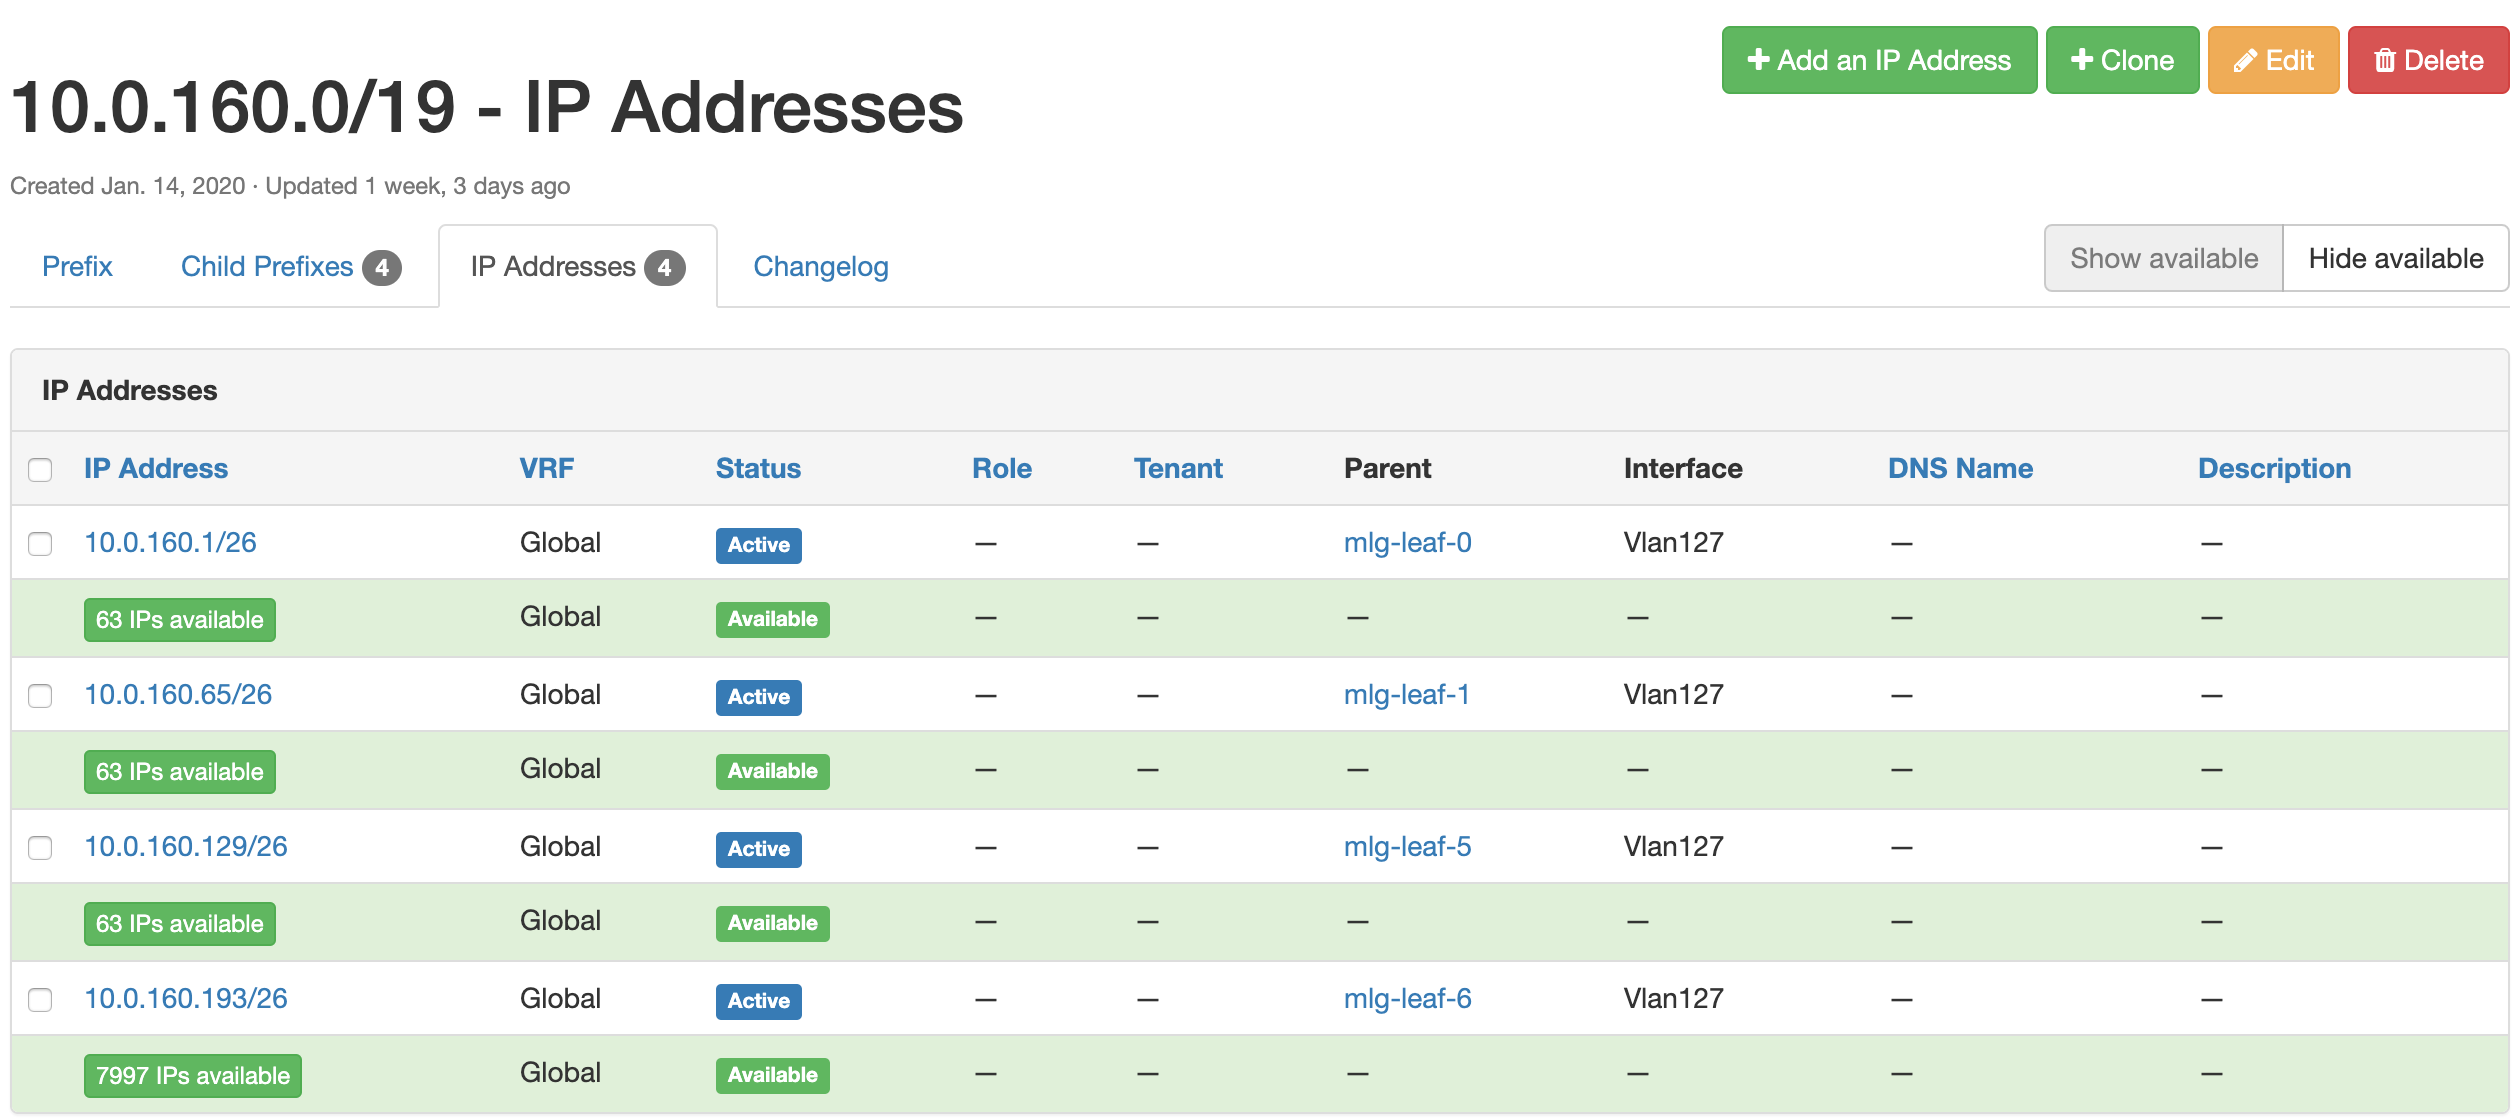 Add an IP Address Clone Edit Delete
10.0.160.0/19 - IP Addresses
Created Jan. 14, 2020 · Updated 1 week, 3 days ago
Prefix Child Prefixes 4 IP Addresses 4 Changelog Show available Hide available
IP Addresses
IP Address VRF Status Role Tenant Parent Interface DNS Name Description
10.0.160.1/26 Global Active — — mlg-leaf-0 Vlan127 — —
63 IPs available Global Available — — — — — —
10.0.160.65/26 Global Active — — mlg-leaf-1 Vlan127 — —
63 IPs available Global Available — — — — — —
10.0.160.129/26 Global Active — — mlg-leaf-5 Vlan127 — —
63 IPs available Global Available — — — — — —
10.0.160.193/26 Global Active — — mlg-leaf-6 Vlan127 — —
7997 IPs available Global Available — — — — — —